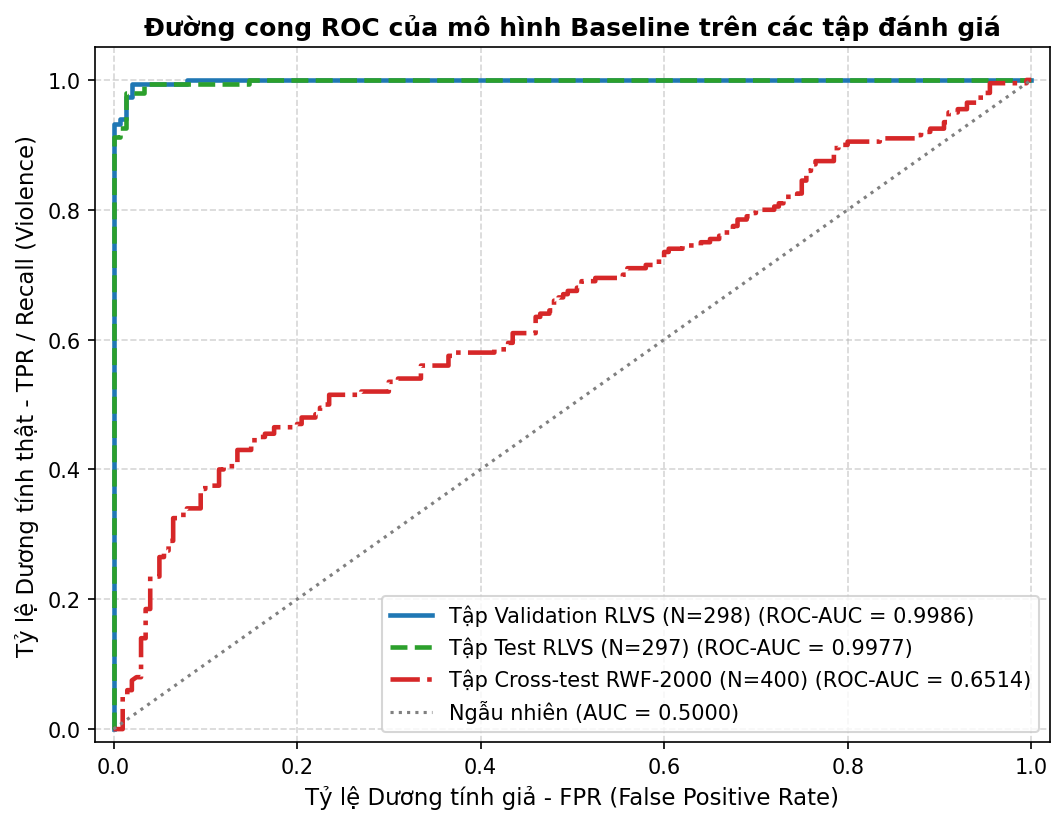 Đường cong ROC của mô hình Baseline trên các tập đánh giá
Tỷ lệ Dương tính thật - TPR / Recall (Violence)
1.0
0.8
0.6
0.4
0.2
0.0
Tập Validation RLVS (N=298) (ROC-AUC = 0.9986)
Tập Test RLVS (N=297) (ROC-AUC = 0.9977)
Tập Cross-test RWF-2000 (N=400) (ROC-AUC = 0.6514)
Ngẫu nhiên (AUC = 0.5000)
0.0 0.2 0.4 0.6 0.8 1.0
Tỷ lệ Dương tính giả - FPR (False Positive Rate)